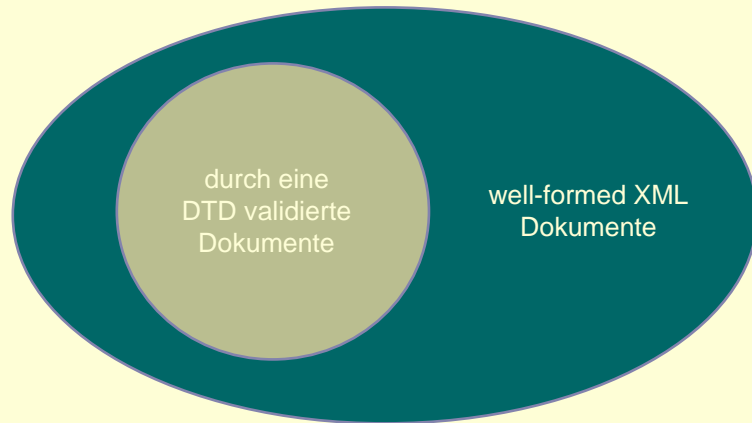 durch eine
DTD validierte
Dokumente
well-formed XML
Dokumente